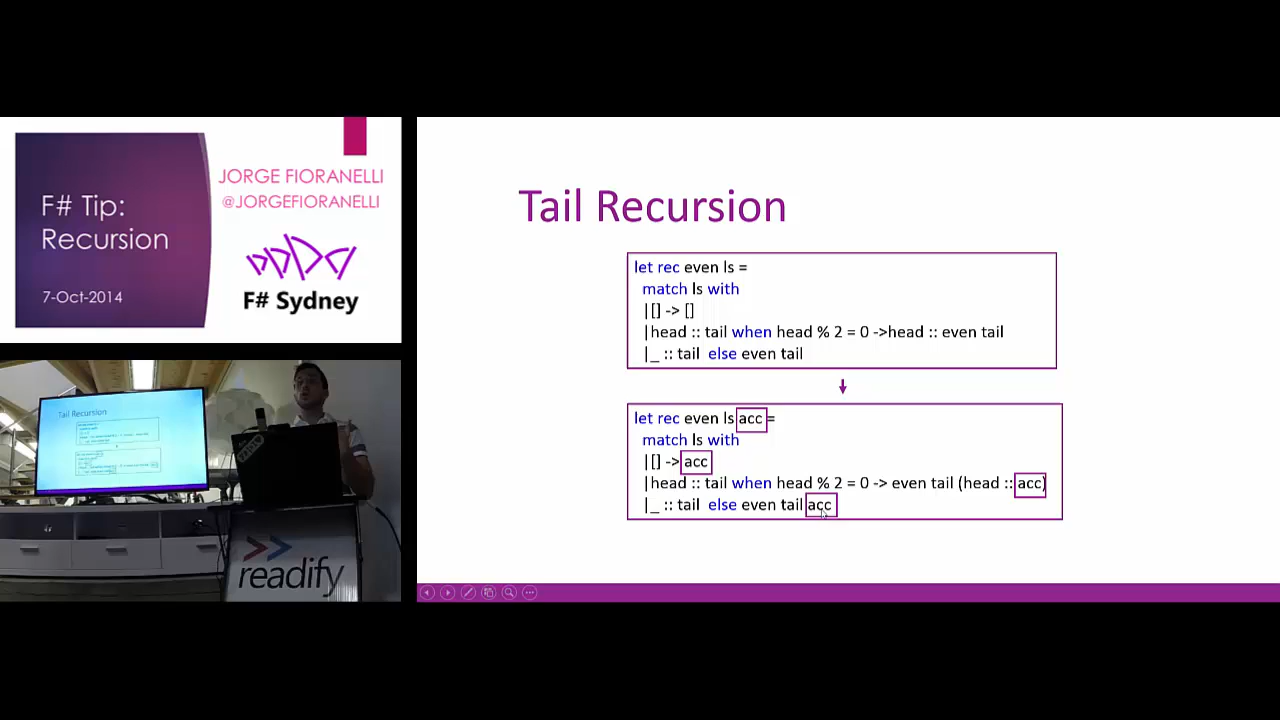 F# Tip:
Recursion
7-Oct-2014
JORGE FIORANELLI
@JORGEFIORANELLI
F# Sydney
Tail Recursion
readify
Tail Recursion
let rec even ls =
match ls with
|[] -> []
|head :: tail when head % 2 = 0 ->head :: even tail
|_ :: tail else even tail
let rec even ls acc =
match ls with
|[] -> acc
|head :: tail when head % 2 = 0 -> even tail (head :: acc)
|_ :: tail else even tail acc